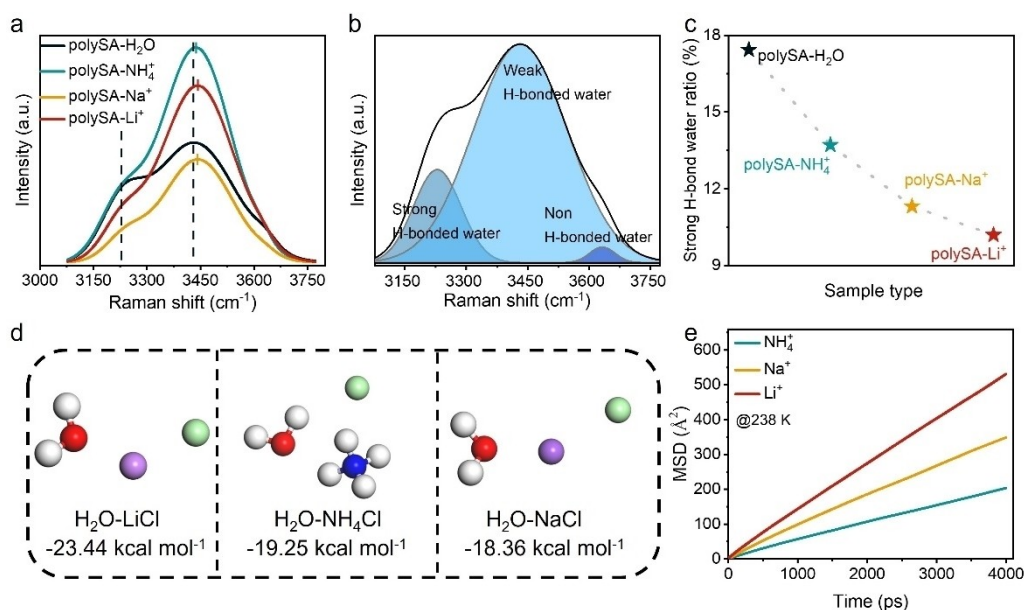 a
polySA-H₂O
polySA-NH₄⁺
polySA-Na⁺
polySA-Li⁺
Intensity (a.u.)
3000 3150 3300 3450 3600 3750
Raman shift (cm⁻¹)
b
Weak
H-bonded water
Strong
H-bonded water
Non
H-bonded water
Intensity (a.u.)
3150 3300 3450 3600 3750
Raman shift (cm⁻¹)
c
18
15
12
9
Strong H-bond water ratio (%)
polySA-H₂O
polySA-NH₄⁺
polySA-Na⁺
polySA-Li⁺
Sample type
d
H₂O-LiCl
-23.44 kcal mol⁻¹
H₂O-NH₄Cl
-19.25 kcal mol⁻¹
H₂O-NaCl
-18.36 kcal mol⁻¹
e
600
500
400
300
200
100
0
MSD (Å²)
NH₄⁺
Na⁺
Li⁺
@238 K
0 1000 2000 3000 4000
Time (ps)